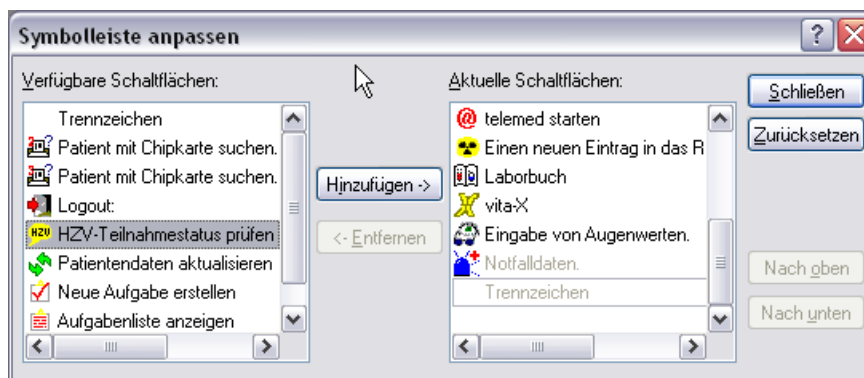 Symbolleiste anpassen
Verfügbare Schaltflächen:
Trennzeichen
Patient mit Chipkarte suchen.
Patient mit Chipkarte suchen.
Logout:
HZV HZV-Teilnahmestatus prüfen
Patientendaten aktualisieren
Neue Aufgabe erstellen
Aufgabenliste anzeigen
Hinzufügen ->
<- Entfernen
Aktuelle Schaltflächen:
@ telemed starten
Einen neuen Eintrag in das R
Laborbuch
vita-X
Eingabe von Augenwerten.
Notfalldaten.
Trennzeichen
Schließen
Zurücksetzen
Nach oben
Nach unten